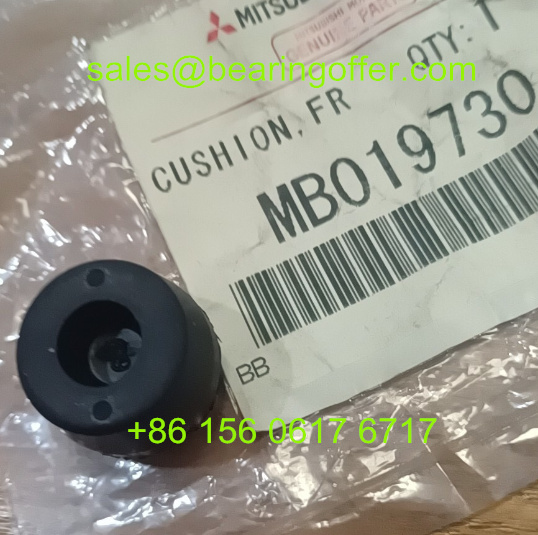 MITSU
GENUINE PARTS
sales@bearingoffer.com
QTY: 1
CUSHION, FR
MB019730
BB
+86 156 0617 6717